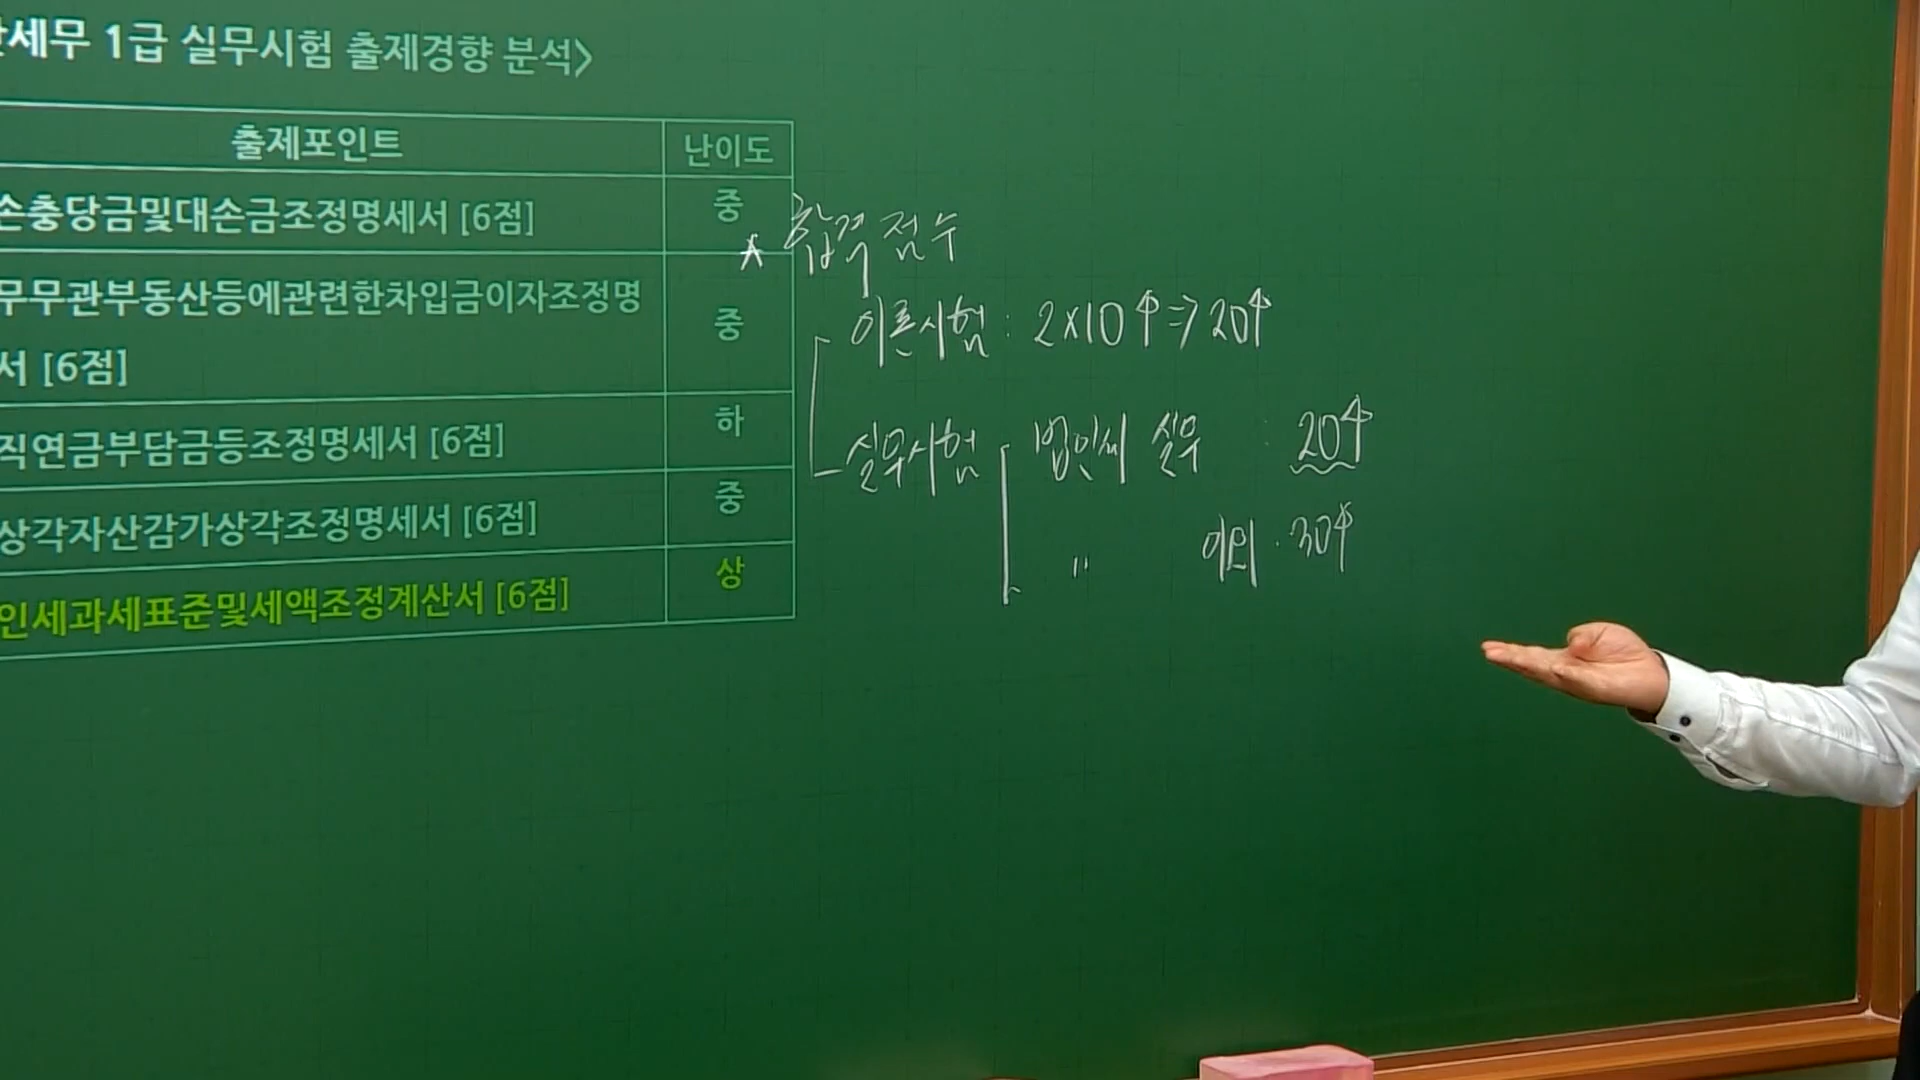 산세무 1급 실무시험 출제경향 분석>
출제포인트 난이도
손충당금및대손금조정명세서 [6점] 중
무무관부동산등에관련한차입금이자조정명
서 [6점] 중
직연금부담금등조정명세서 [6점] 하
상각자산감가상각조정명세서 [6점] 중
인세과세표준및세액조정계산서 [6점] 상
★ 합격점수
이론시험 : 2×10↑ ⇒ 20↑
실무시험 법인세 실무 : 20↑
〃 이외 : 30↑